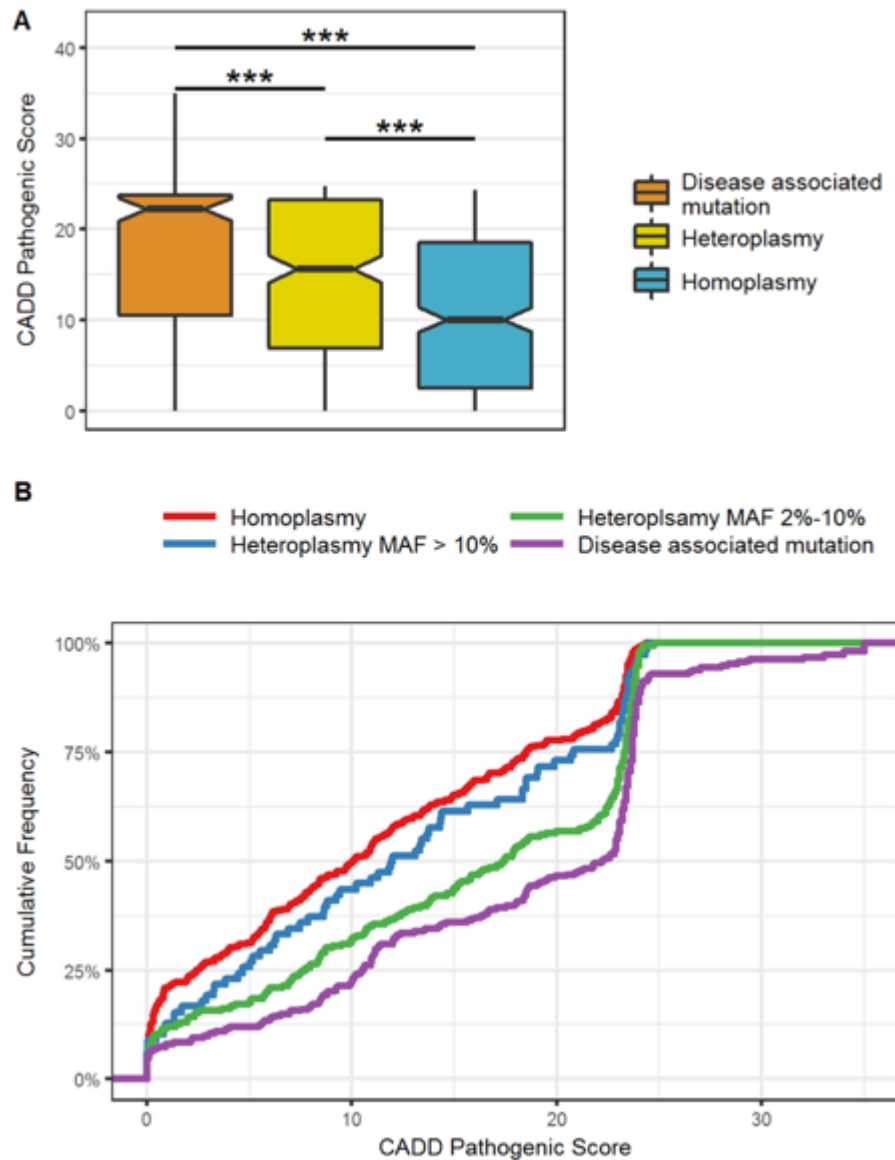 A
CADD Pathogenic Score
40
30
20
10
0
***
***
***
Disease associated
mutation
Heteroplasmy
Homoplasmy
B
Homoplasmy
Heteroplsamy MAF 2%-10%
Heteroplasmy MAF > 10%
Disease associated mutation
Cumulative Frequency
100%
75%
50%
25%
0%
0
10
20
30
CADD Pathogenic Score